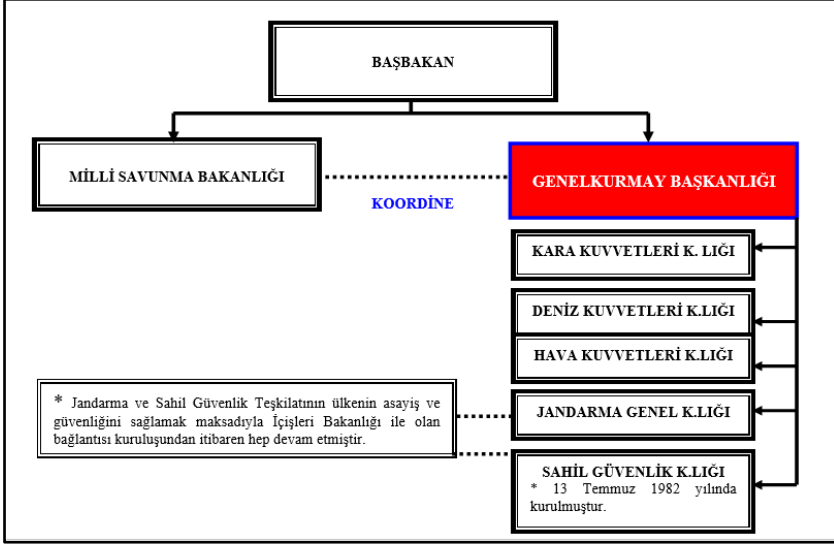 BAŞBAKAN
MİLLİ SAVUNMA BAKANLIĞI
GENELKURMAY BAŞKANLIĞI
KOORDİNE
KARA KUVVETLERİ K. LIĞI
DENİZ KUVVETLERİ K.LIĞI
HAVA KUVVETLERİ K.LIĞI
* Jandarma ve Sahil Güvenlik Teşkilatının ülkenin asayiş ve
güvenliğini sağlamak maksadıyla İçişleri Bakanlığı ile olan
bağlantısı kuruluşundan itibaren hep devam etmiştir.
JANDARMA GENEL K.LIĞI
SAHİL GÜVENLİK K.LIĞI
* 13 Temmuz 1982 yılında
kurulmuştur.